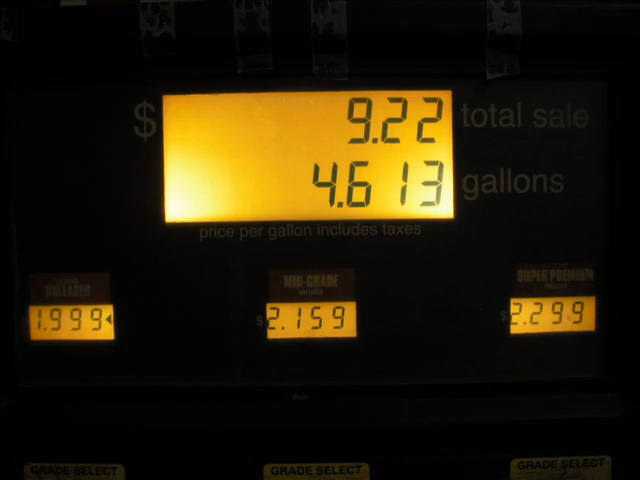 $ 9.22 total sale
4.613 gallons
price per gallon includes taxes
UNLEADED
MID-GRADE
UNLEADED
SUPER PREMIUM
1.999
$ 2.159
$ 2.299
GRADE SELECT
GRADE SELECT
GRADE SELECT